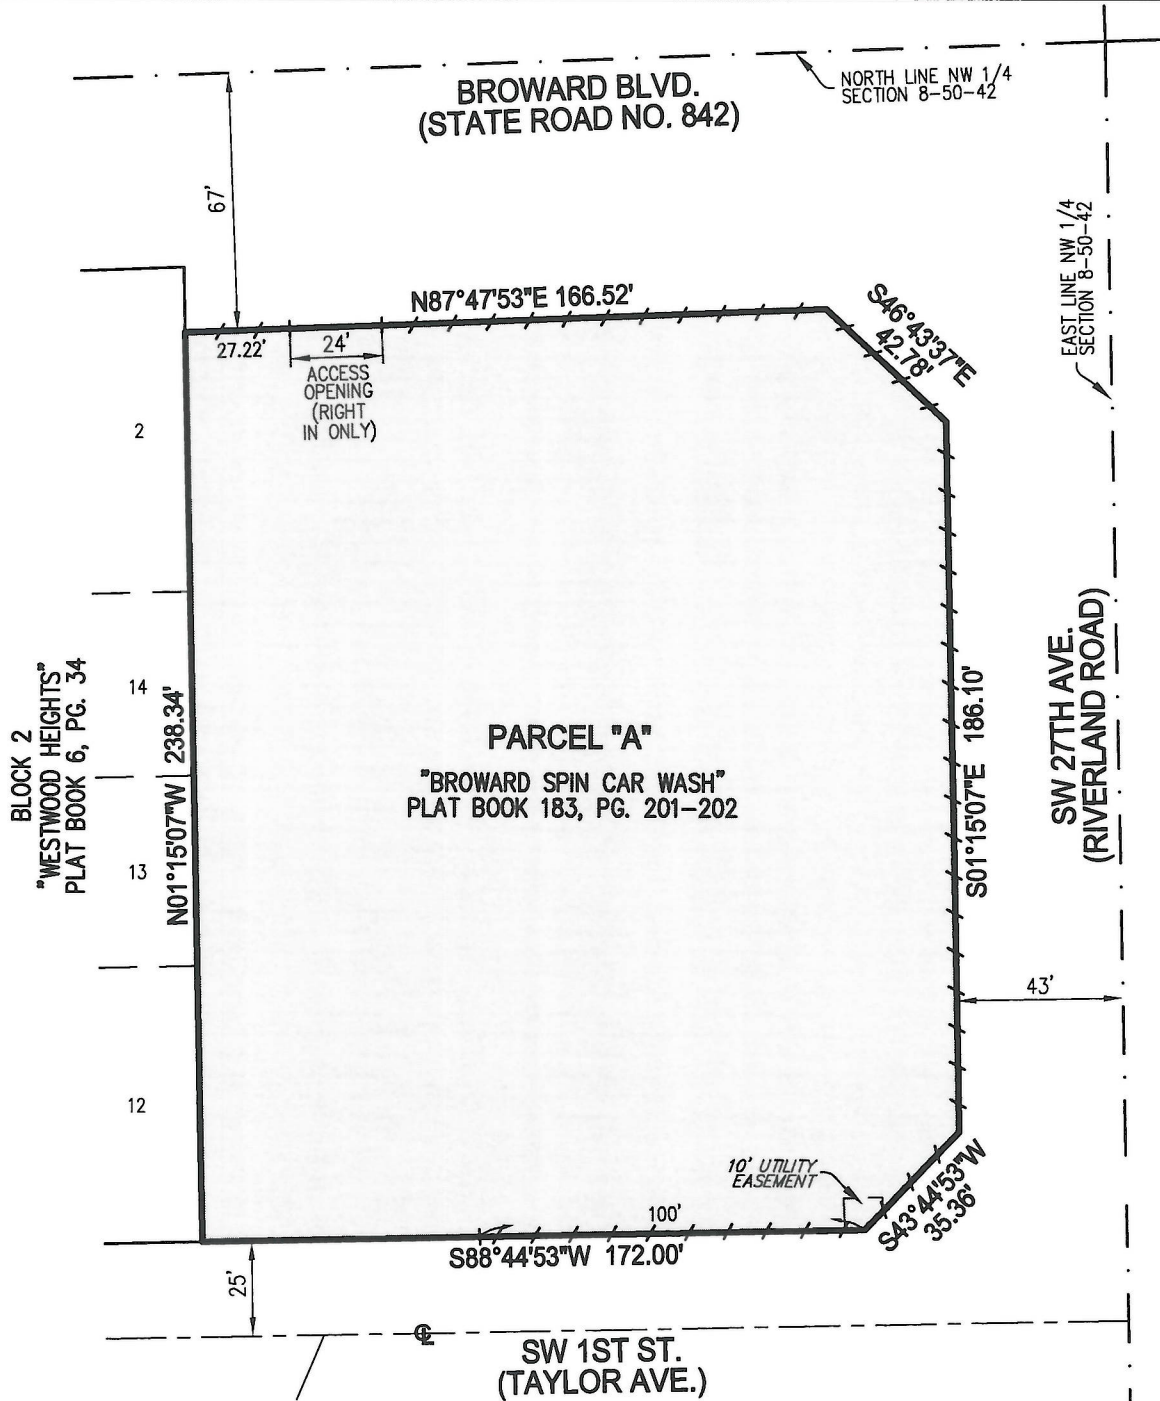 BROWARD BLVD.
(STATE ROAD NO. 842)
NORTH LINE NW 1/4
SECTION 8-50-42
67'
EAST LINE NW 1/4
SECTION 8-50-42
N87°47'53"E 166.52'
S46°43'37"E
42.78'
27.22'
24'
ACCESS
OPENING
(RIGHT
IN ONLY)
2
14
13
12
BLOCK 2
"WESTWOOD HEIGHTS"
PLAT BOOK 6, PG. 34
N01°15'07"W 238.34'
PARCEL "A"
"BROWARD SPIN CAR WASH"
PLAT BOOK 183, PG. 201-202
S01°15'07"E 186.10'
SW 27TH AVE.
(RIVERLAND ROAD)
43'
10' UTILITY
EASEMENT
100'
S43°44'53"W
35.36'
S88°44'53"W 172.00'
25'
CL
SW 1ST ST.
(TAYLOR AVE.)